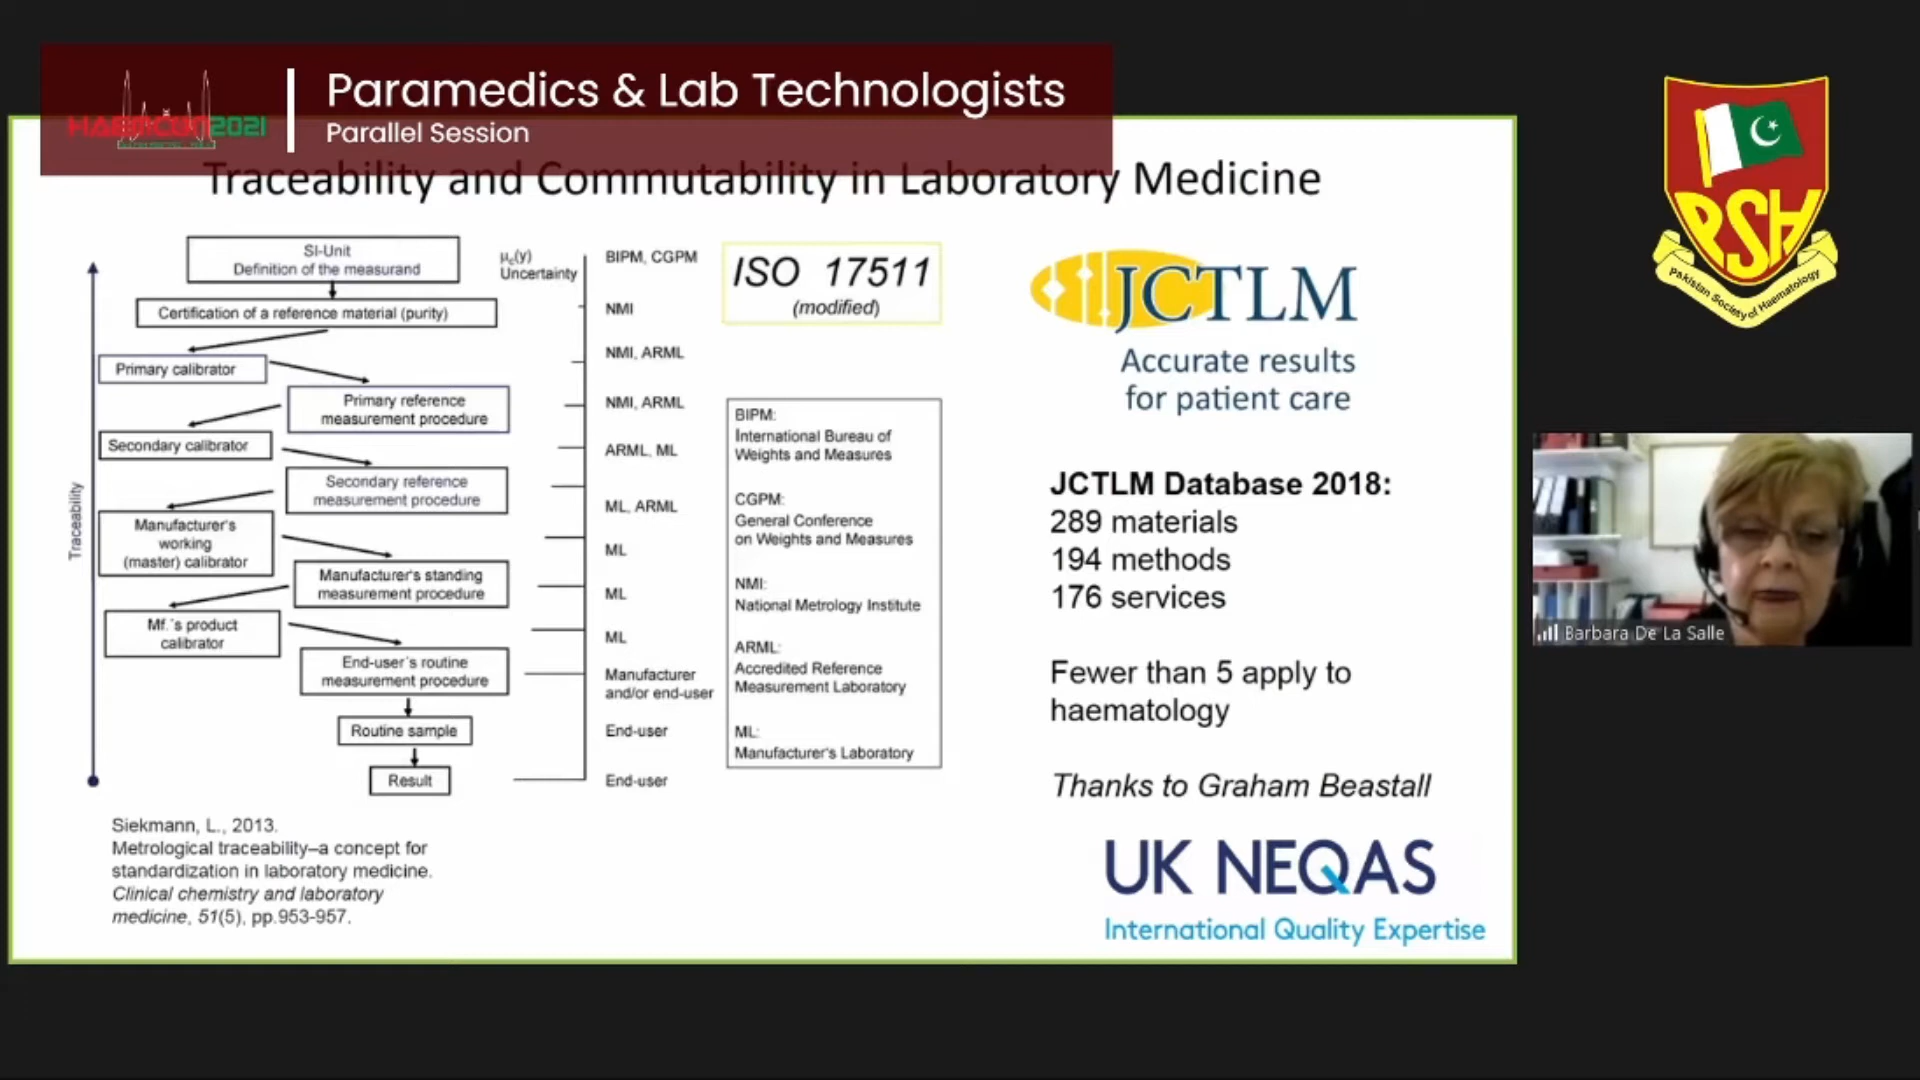 HAEMCON 2021
Paramedics & Lab Technologists
Parallel Session
Traceability and Commutability in Laboratory Medicine
SI-Unit
Definition of the measurand
Certification of a reference material (purity)
Primary calibrator
Primary reference
measurement procedure
Secondary calibrator
Secondary reference
measurement procedure
Manufacturer's
working
(master) calibrator
Manufacturer's standing
measurement procedure
Mf.'s product
calibrator
End-user's routine
measurement procedure
Routine sample
Result
Traceability
μc(y)
Uncertainty
BIPM, CGPM
NMI
NMI, ARML
NMI, ARML
ARML, ML
ML, ARML
ML
ML
ML
Manufacturer
and/or end-user
End-user
End-user
ISO 17511
(modified)
BIPM:
International Bureau of
Weights and Measures
CGPM:
General Conference
on Weights and Measures
NMI:
National Metrology Institute
ARML:
Accredited Reference
Measurement Laboratory
ML:
Manufacturer's Laboratory
Siekmann, L., 2013.
Metrological traceability–a concept for
standardization in laboratory medicine.
Clinical chemistry and laboratory
medicine, 51(5), pp.953-957.
JCTLM
Accurate results
for patient care
JCTLM Database 2018:
289 materials
194 methods
176 services
Fewer than 5 apply to
haematology
Thanks to Graham Beastall
UK NEQAS
International Quality Expertise
PSH
Pakistan Society of Haematology
Barbara De La Salle